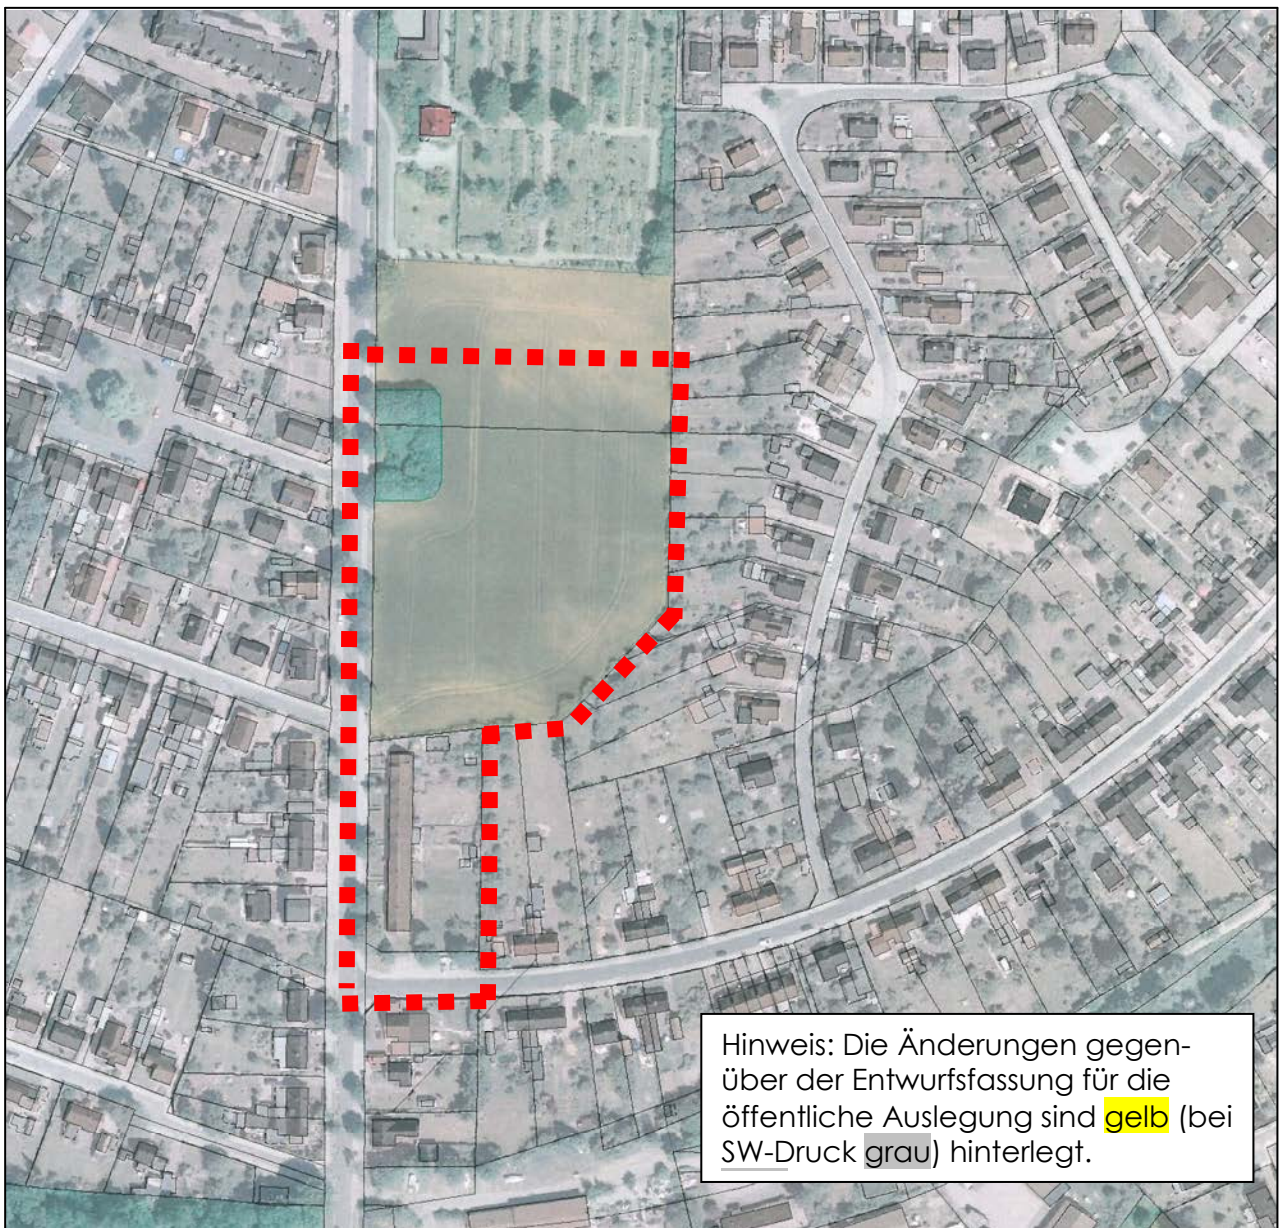 Hinweis: Die Änderungen gegen-
über der Entwurfsfassung für die
öffentliche Auslegung sind gelb (bei
SW-Druck grau) hinterlegt.